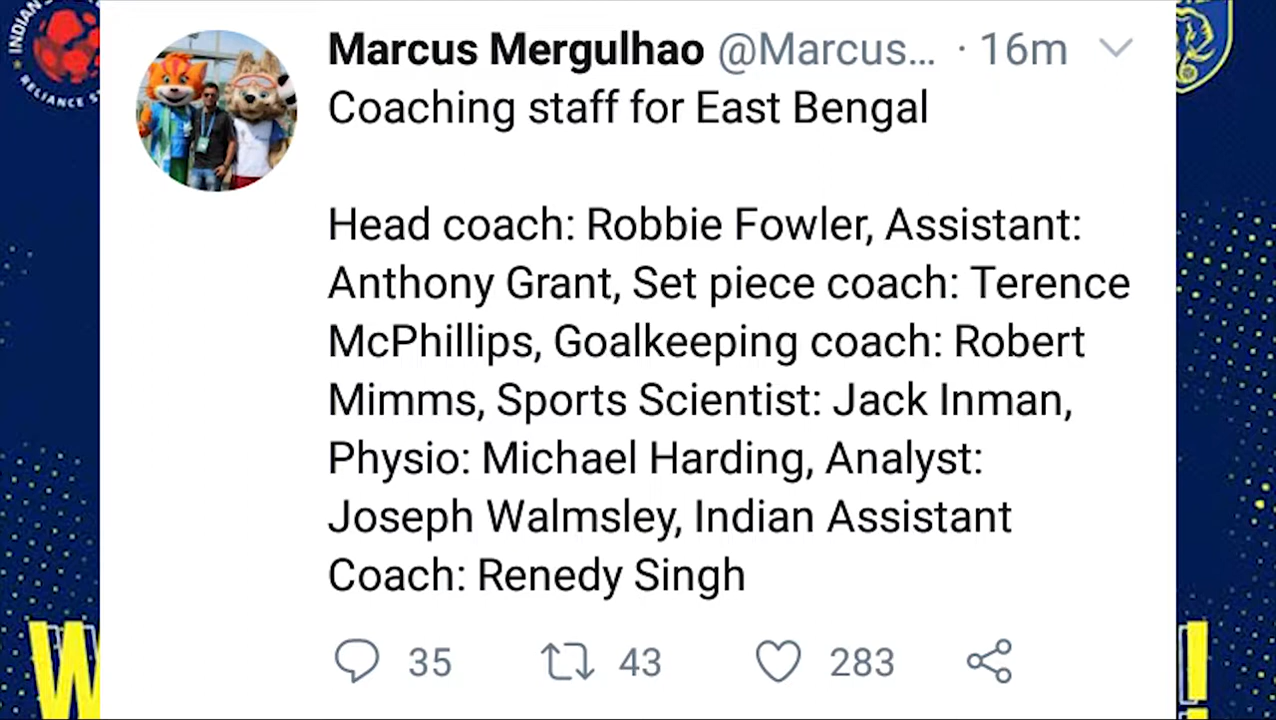 INDIAN S
RELIANCE S
Marcus Mergulhao @Marcus... · 16m
Coaching staff for East Bengal
Head coach: Robbie Fowler, Assistant:
Anthony Grant, Set piece coach: Terence
McPhillips, Goalkeeping coach: Robert
Mimms, Sports Scientist: Jack Inman,
Physio: Michael Harding, Analyst:
Joseph Walmsley, Indian Assistant
Coach: Renedy Singh
35 43 283
W !